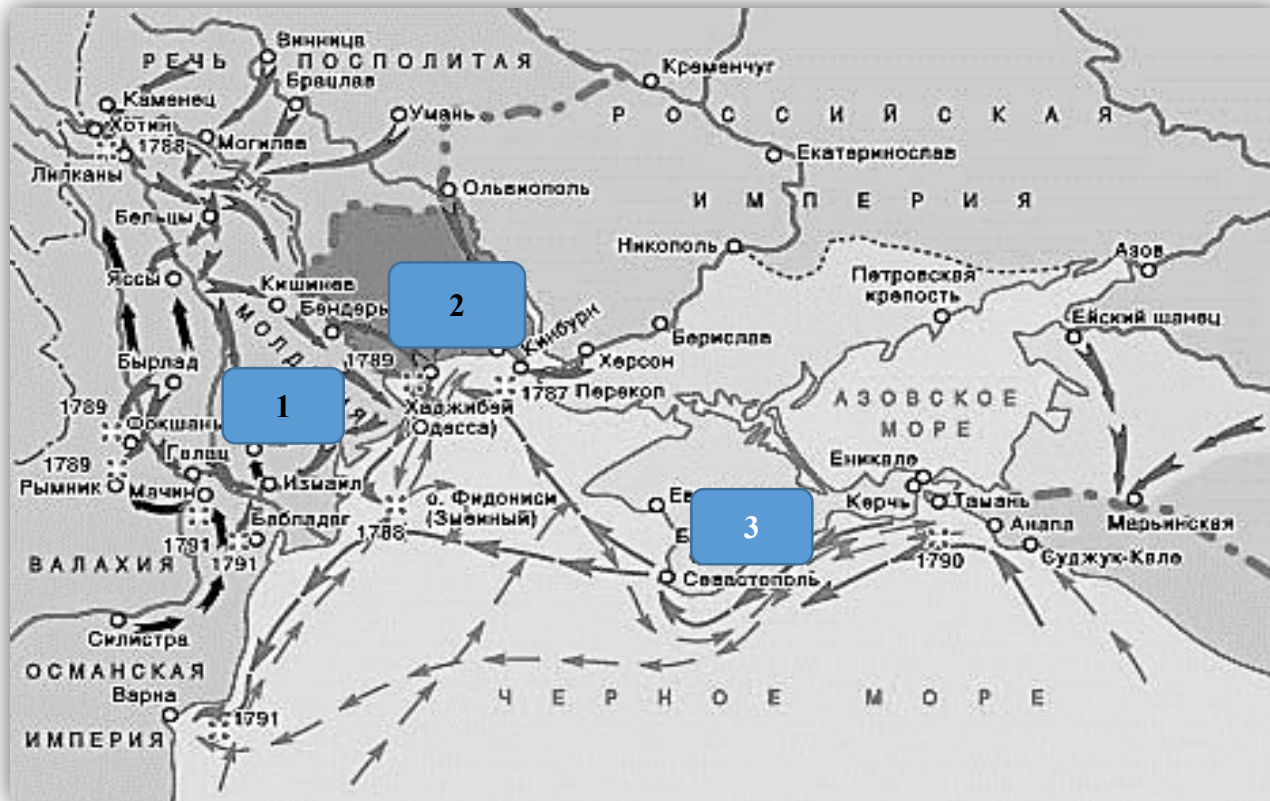 Винница
РЕЧЬ ПОСПОЛИТАЯ
Брацлав
Кременчуг
Каменец
Умань
РОССИЙСКАЯ
Хотин
1788
Могилев
Екатеринослав
Липканы
Ольвиополь
ИМПЕРИЯ
Бельцы
Никополь
Азов
Яссы
Кишинев
Петровская
крепость
Бендеры
2
Кинбурн
Ейский шанец
Берислав
Бырлад
1789
Херсон
1787
Перекоп
АЗОВСКОЕ
МОРЕ
1
1789
Фокшаны
Хаджибей
(Одесса)
Галац
1789
Рымник
Мачин
Измаил
о. Фидониси
(Змеиный)
Еникале
Керчь
Тамань
Анапа
Марьинская
3
Бабладаг
1788
1791
1791
Суджук-Кале
1790
ВАЛАХИЯ
Севастополь
Силистра
ОСМАНСКАЯ
Варна
ЧЕРНОЕ МОРЕ
1791
ИМПЕРИЯ